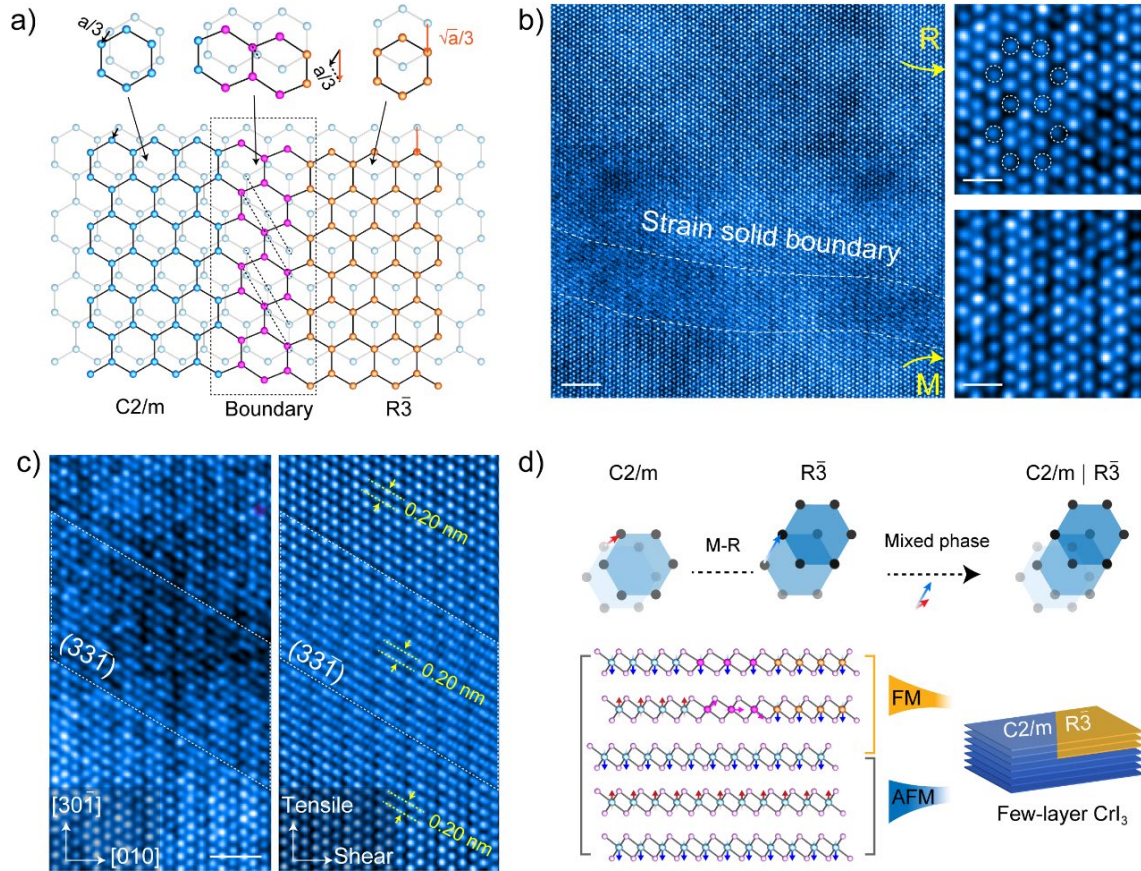 a)
a/3
a/3
√a/3
C2/m
Boundary
R3̄
b)
R
Strain solid boundary
M
c)
(331̄)
[301̄]
[010]
0.20 nm
(331̄)
0.20 nm
Tensile
Shear
0.20 nm
d)
C2/m
R3̄
C2/m | R3̄
M-R
Mixed phase
FM
AFM
C2/m
R3̄
Few-layer CrI₃